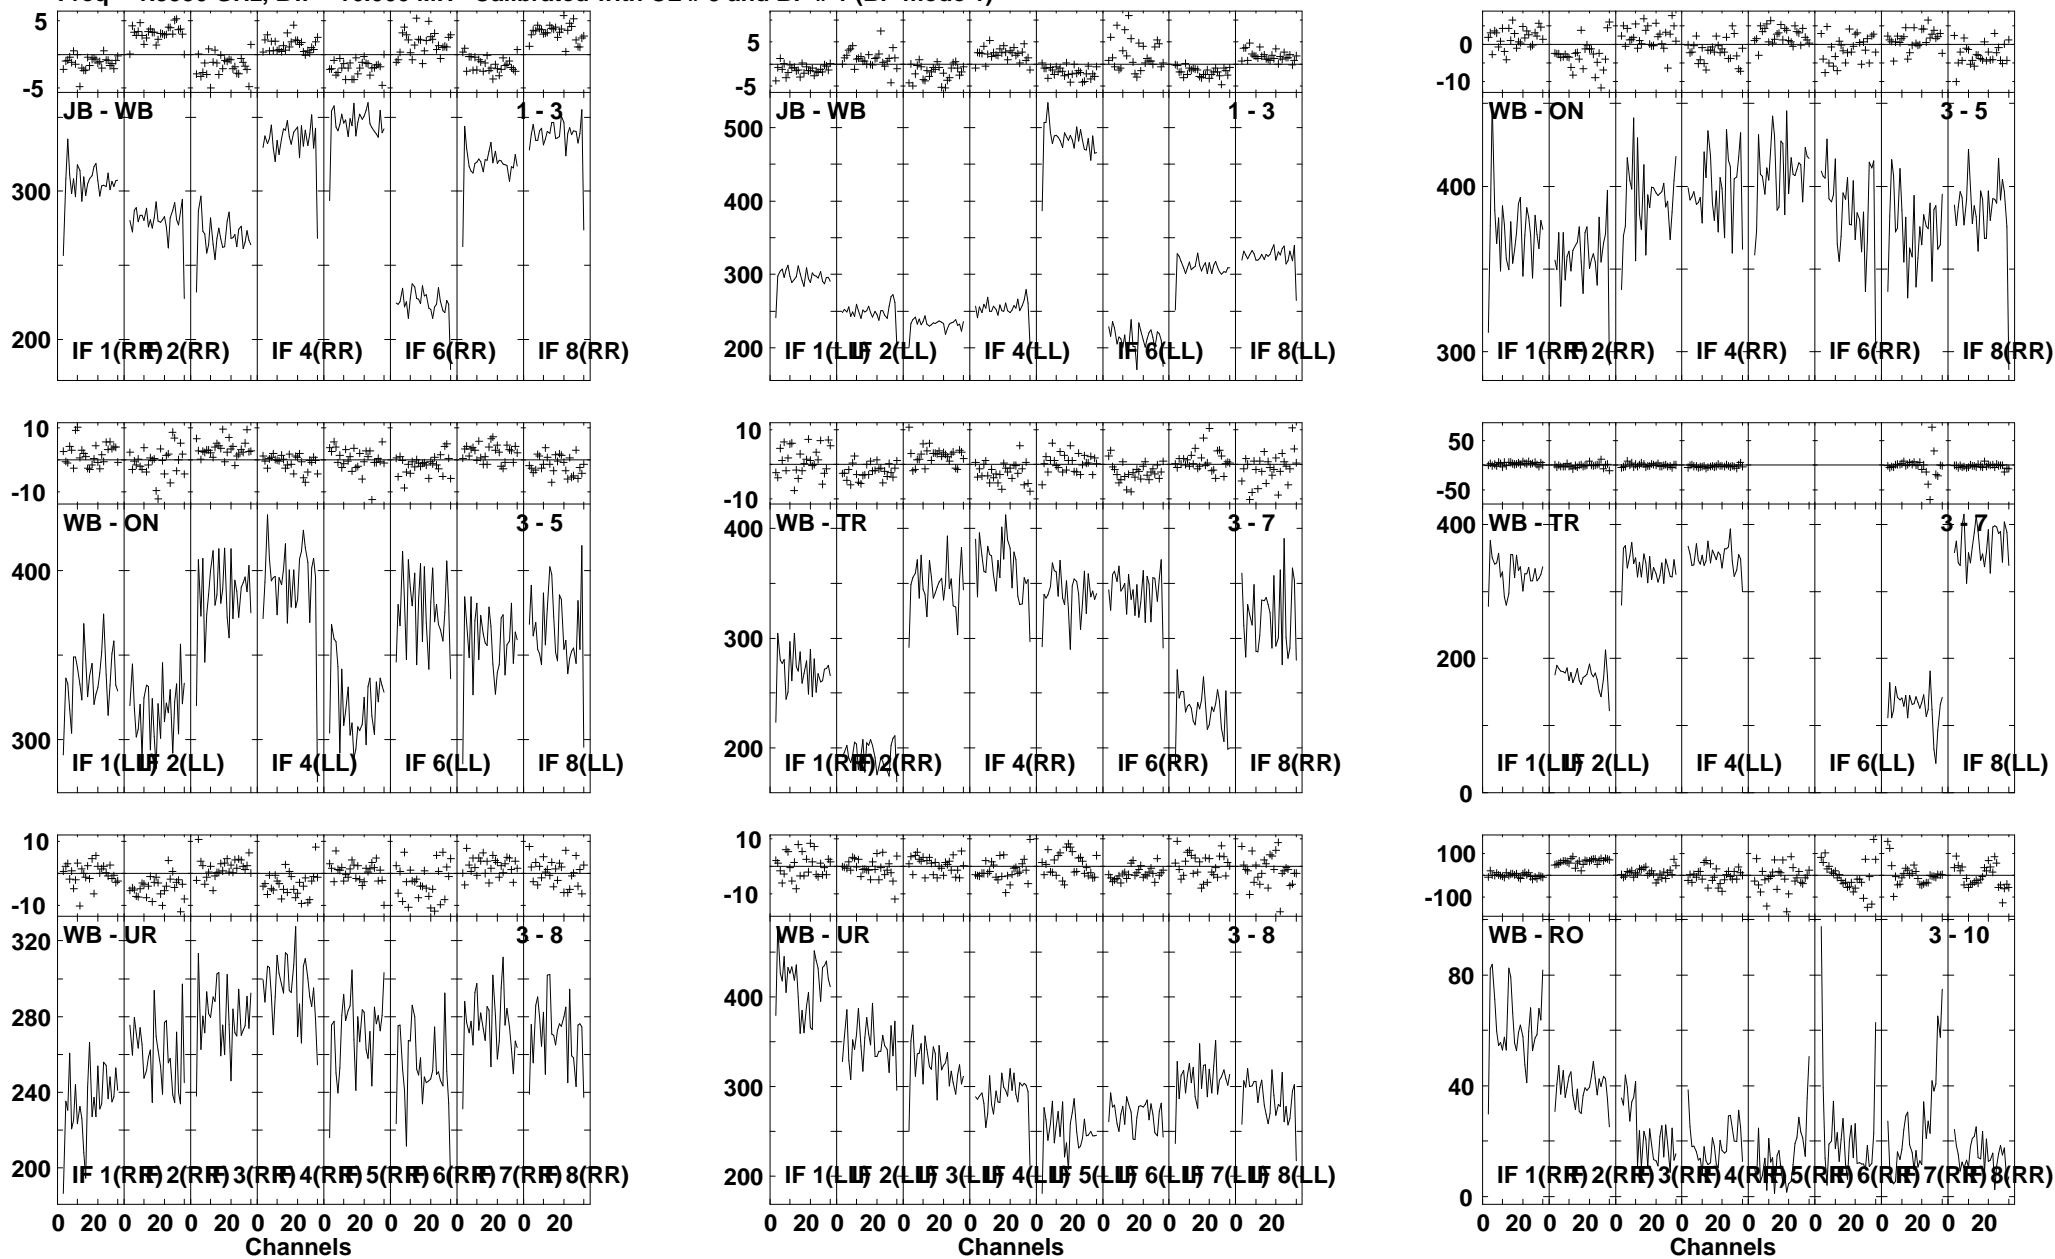 5
-5
JB - WB 1 - 3
300
200
IF 1(RR) IF 2(RR) IF 4(RR) IF 6(RR) IF 8(RR)
5
-5
JB - WB 1 - 3
500
400
300
200
IF 1(LL) IF 2(LL) IF 4(LL) IF 6(LL) IF 8(LL)
0
-10
WB - ON 3 - 5
400
300
IF 1(RR) IF 2(RR) IF 4(RR) IF 6(RR) IF 8(RR)
10
-10
WB - ON 3 - 5
400
300
IF 1(LL) IF 2(LL) IF 4(LL) IF 6(LL) IF 8(LL)
10
-10
WB - TR 3 - 7
400
300
200
IF 1(RR) IF 2(RR) IF 4(RR) IF 6(RR) IF 8(RR)
50
-50
WB - TR 3 - 7
400
200
0
IF 1(LL) IF 2(LL) IF 4(LL) IF 6(LL) IF 8(LL)
10
-10
WB - UR 3 - 8
320
280
240
200
IF 1(RR) IF 2(RR) IF 3(RR) IF 4(RR) IF 5(RR) IF 6(RR) IF 7(RR) IF 8(RR)
0 20 0 20 0 20 0 20 0 20 0 20 0 20 0 20
Channels
10
-10
WB - UR 3 - 8
400
300
200
IF 1(LL) IF 2(LL) IF 3(LL) IF 4(LL) IF 5(LL) IF 6(LL) IF 7(LL) IF 8(LL)
0 20 0 20 0 20 0 20 0 20 0 20 0 20 0 20
Channels
100
-100
WB - RO 3 - 10
80
40
0
IF 1(RR) IF 2(RR) IF 3(RR) IF 4(RR) IF 5(RR) IF 6(RR) IF 7(RR) IF 8(RR)
0 20 0 20 0 20 0 20 0 20 0 20 0 20 0 20
Channels